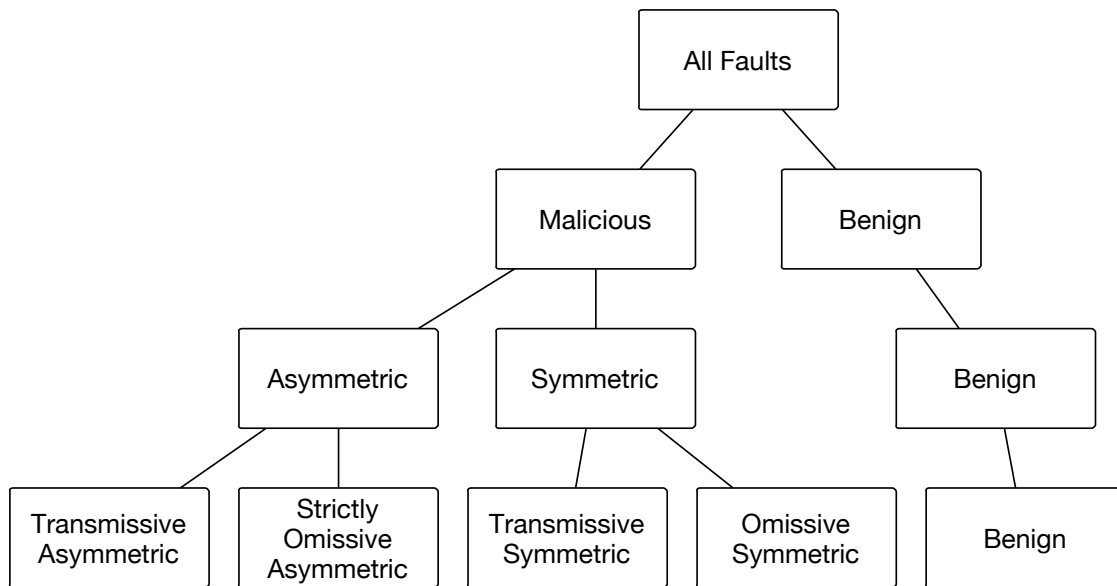 All Faults
Malicious
Benign
Asymmetric
Symmetric
Benign
Transmissive
Asymmetric
Strictly
Omissive
Asymmetric
Transmissive
Symmetric
Omissive
Symmetric
Benign